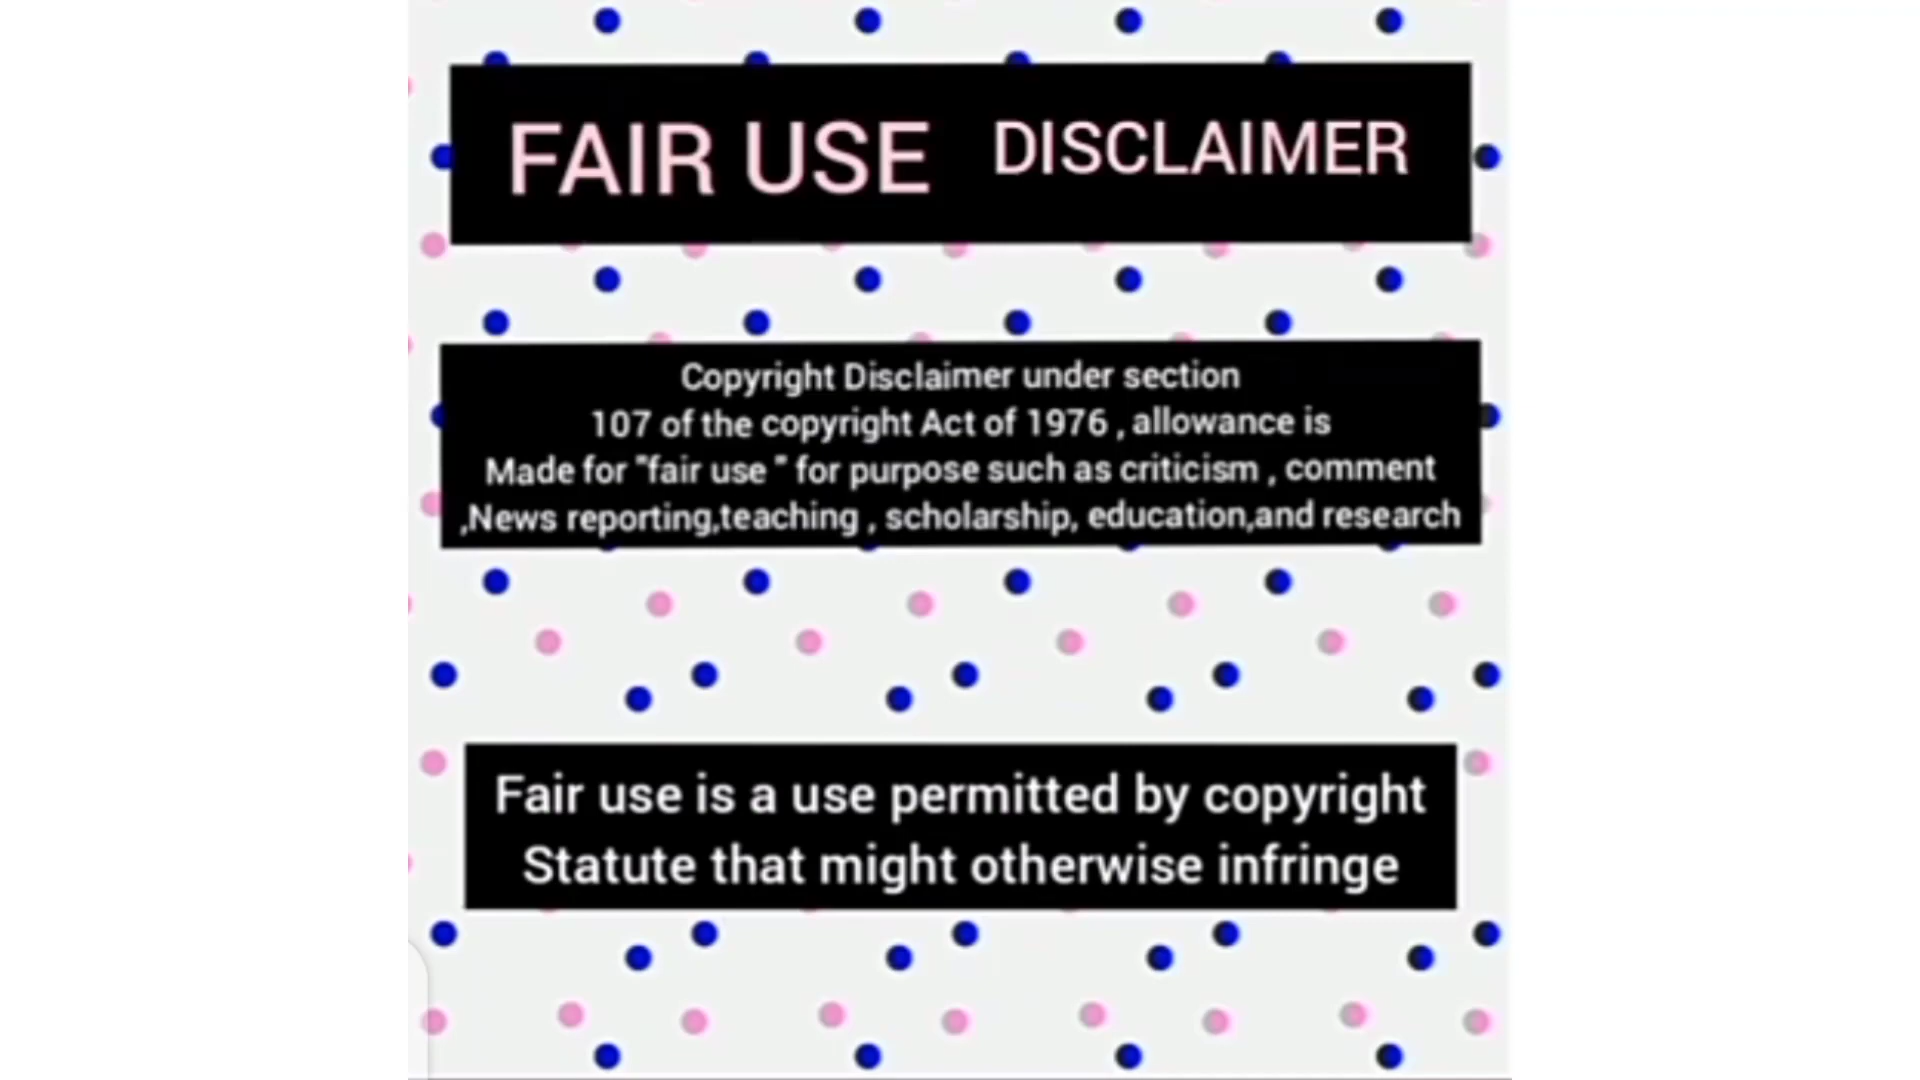 FAIR USE DISCLAIMER
Copyright Disclaimer under section
107 of the copyright Act of 1976 , allowance is
Made for "fair use " for purpose such as criticism , comment
,News reporting,teaching , scholarship, education,and research
Fair use is a use permitted by copyright
Statute that might otherwise infringe